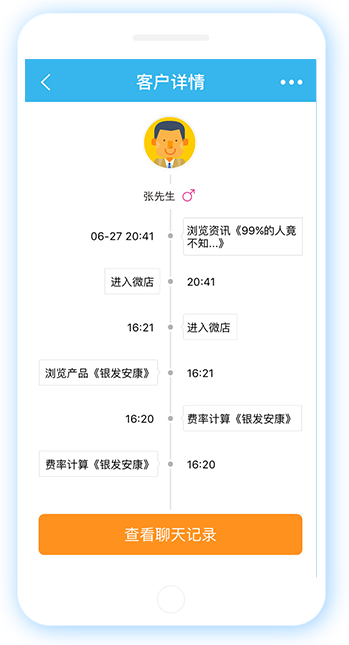 客户详情
张先生
06-27 20:41
浏览资讯《99%的人竟
不知...》
进入微店
20:41
16:21
进入微店
浏览产品《银发安康》
16:21
16:20
费率计算《银发安康》
费率计算《银发安康》
16:20
查看聊天记录